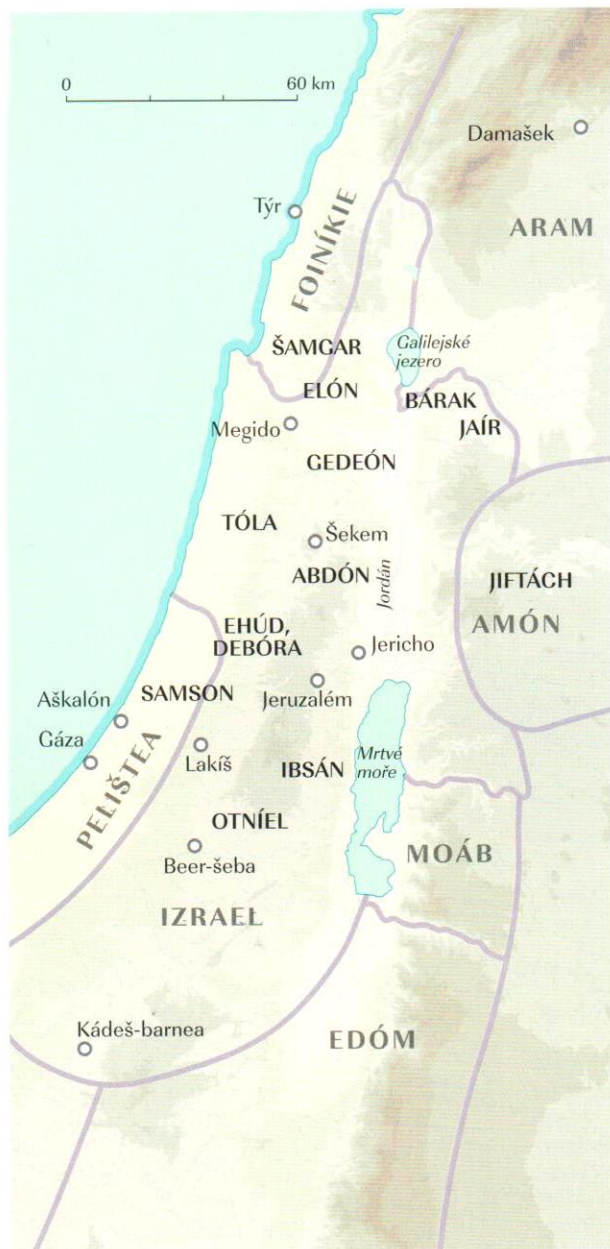 0 60 km
Damašek
Týr
ARAM
FOINÍKIE
ŠAMGAR
Galilejské
jezero
ELÓN
BÁRAK
JAÍR
Megido
GEDEÓN
TÓLA
Šekem
ABDÓN
Jordán
JIFTÁCH
AMÓN
EHÚD,
DEBÓRA
Jericho
Jeruzalém
SAMSON
Aškalón
Gáza
PELIŠTEA
Lakíš
IBSÁN
Mrtvé
moře
OTNÍEL
Beer-šeba
MOÁB
IZRAEL
Kádeš-barnea
EDÓM